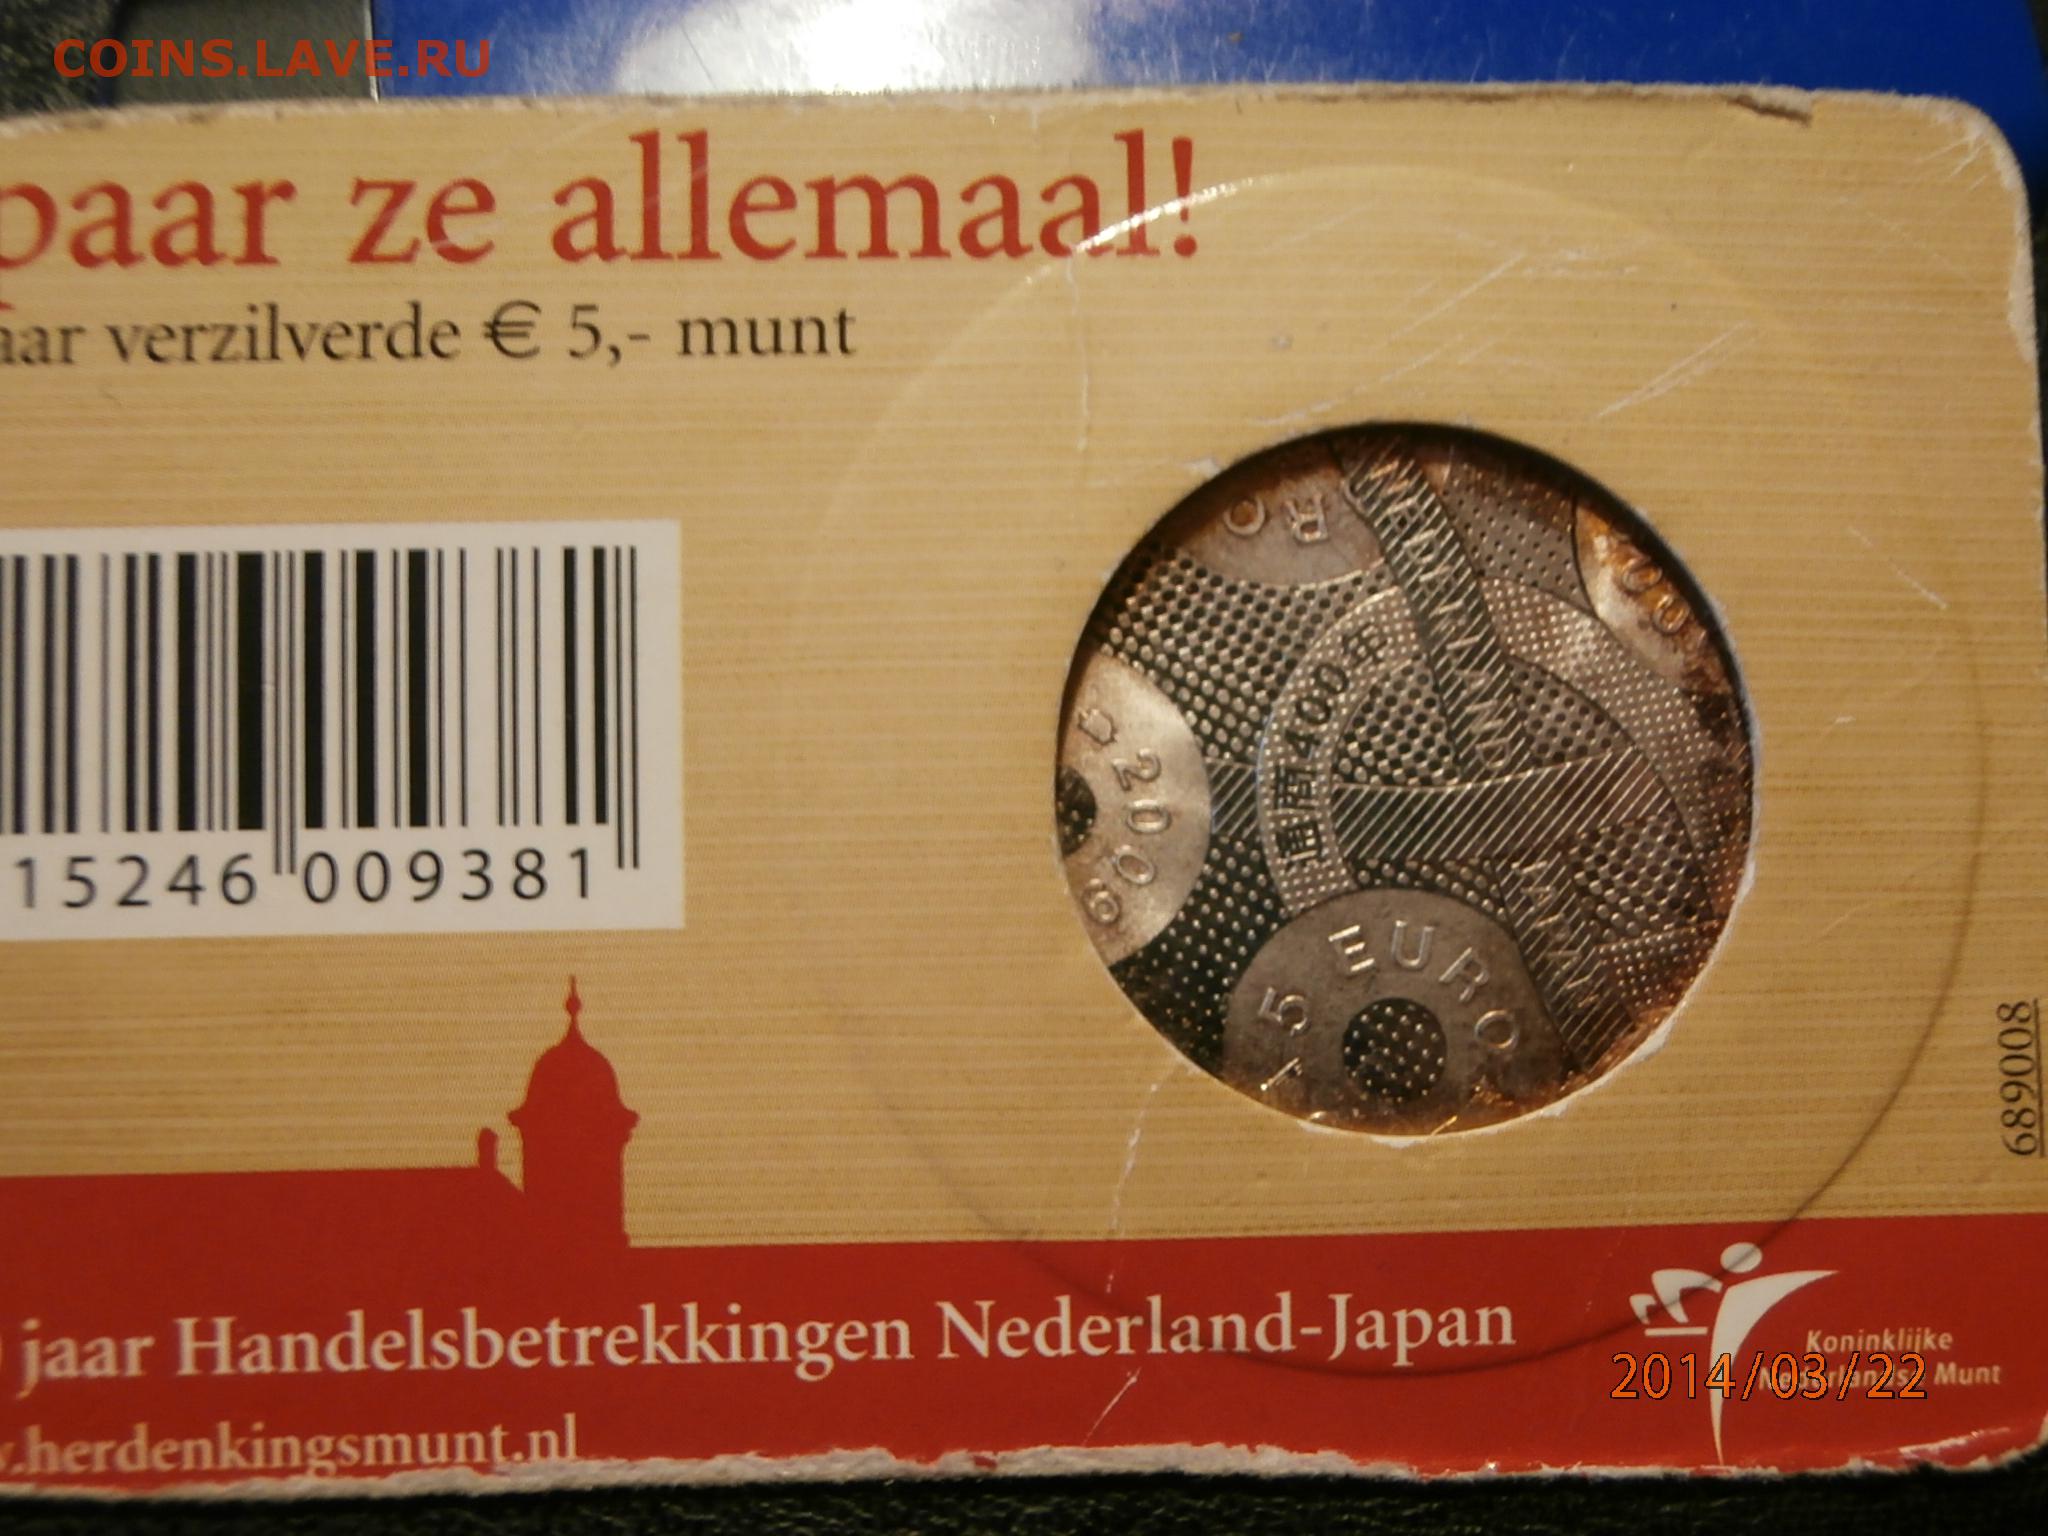 COINS.LAVE.RU
paar ze allemaal!
aar verzilverde € 5,- munt
15246 009381
jaar Handelsbetrekkingen Nederland-Japan
.herdenkingsmunt.nl
Koninklijke
Nederlandse Munt
2014/03/22
689008
2009
5 EURO
通商400年